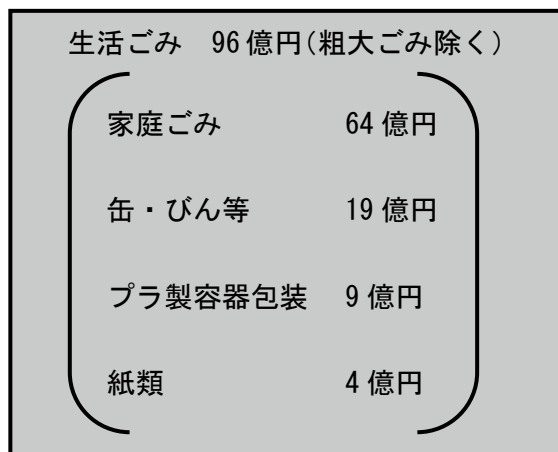 生活ごみ　96億円(粗大ごみ除く)
家庭ごみ　64億円
缶・びん等　19億円
プラ製容器包装　9億円
紙類　4億円